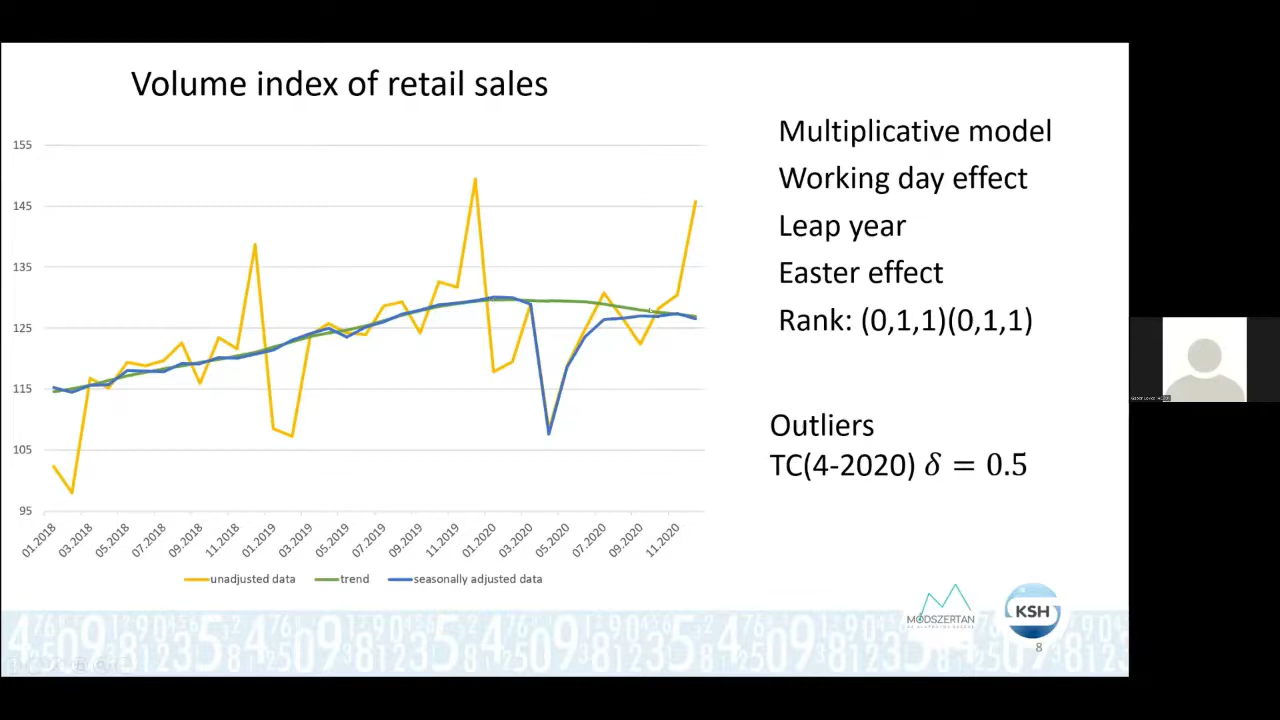 Volume index of retail sales
155
145
135
125
115
105
95
01.2018
03.2018
05.2018
07.2018
09.2018
11.2018
01.2019
03.2019
05.2019
07.2019
09.2019
11.2019
01.2020
03.2020
05.2020
07.2020
09.2020
11.2020
unadjusted data
trend
seasonally adjusted data
Multiplicative model
Working day effect
Leap year
Easter effect
Rank: (0,1,1)(0,1,1)
Outliers
TC(4-2020) 𝛿 = 0.5
MÓDSZERTAN
KSH
8